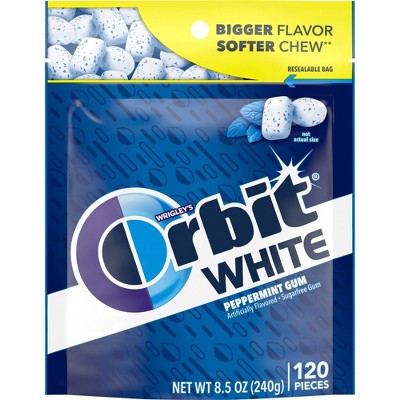 BIGGER FLAVOR
SOFTER CHEW**
RESEALABLE BAG
not
actual size
WRIGLEY'S
Orbit®
WHITE
PEPPERMINT GUM
Artificially Flavored • Sugarfree Gum
NET WT 8.5 OZ (240g)
120
PIECES